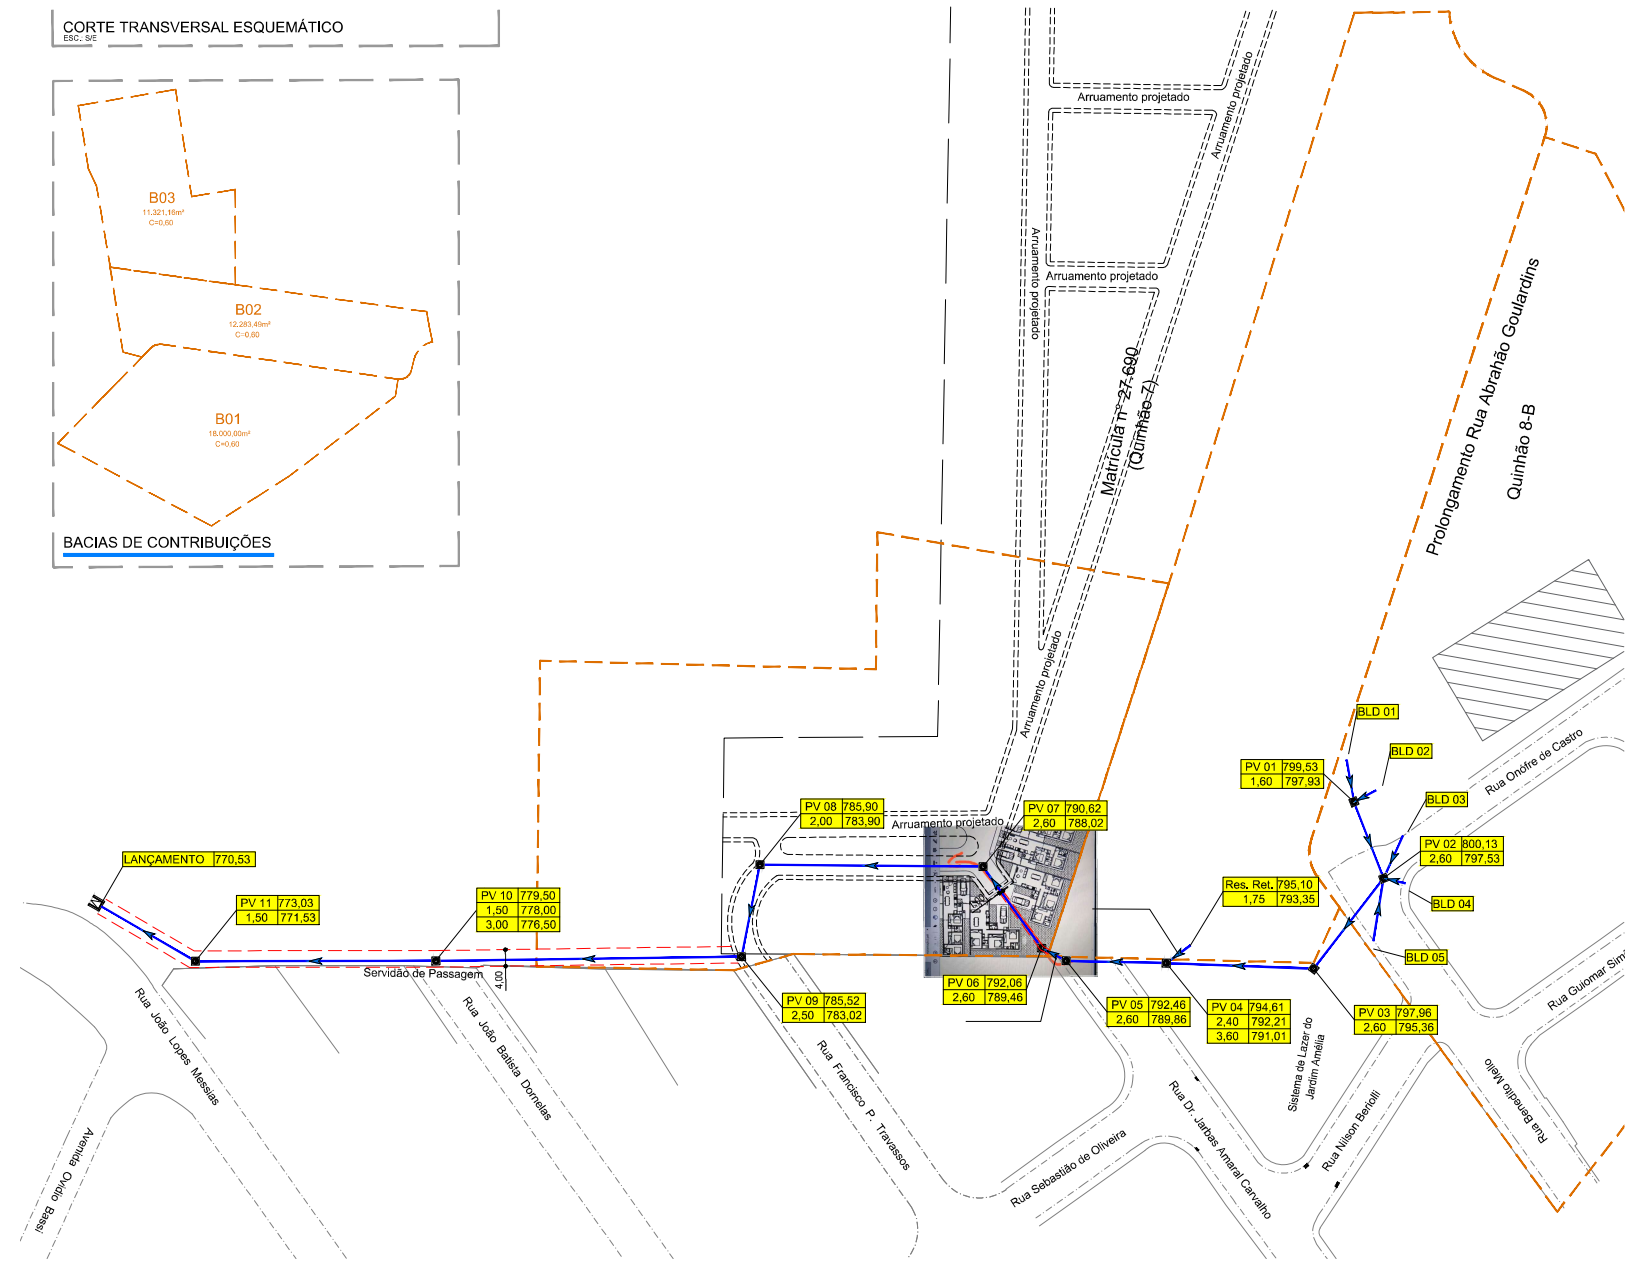 CORTE TRANSVERSAL ESQUEMÁTICO
ESC.: S/E
B03
11.321,16m²
C=0,60
B02
12.283,49m²
C=0,60
B01
18.000,00m²
C=0,60
BACIAS DE CONTRIBUIÇÕES
Arruamento projetado
Arruamento projetado
Arruamento projetado
Arruamento projetado
Matrícula nº 27.690
(Quinhão 7)
Prolongamento Rua Abrahão Goulardins
Quinhão 8-B
Arruamento projetado
Arruamento projetado
BLD 01
BLD 02
BLD 03
BLD 04
BLD 05
PV 01 799,53
1,60 797,93
PV 02 800,13
2,60 797,53
PV 03 797,96
2,60 795,36
Res. Ret. 795,10
1,75 793,35
PV 04 794,61
2,40 792,21
3,60 791,01
PV 05 792,46
2,60 789,86
PV 06 792,06
2,60 789,46
PV 07 790,62
2,60 788,02
PV 08 785,90
2,00 783,90
PV 09 785,52
2,50 783,02
PV 10 779,50
1,50 778,00
3,00 776,50
PV 11 773,03
1,50 771,53
LANÇAMENTO 770,53
Servidão de Passagem
4,00
Rua Onófre de Castro
Rua Benedito Mello
Sistema de Lazer do
Jardim Amélia
Rua Nilson Beriolli
Rua Dr. Jarbas Amaral Carvalho
Rua Sebastião de Oliveira
Rua Francisco P. Travassos
Rua João Batista Dornelas
Rua João Lopes Messias
Avenida Ovidio Bassi
Rua Guiomar